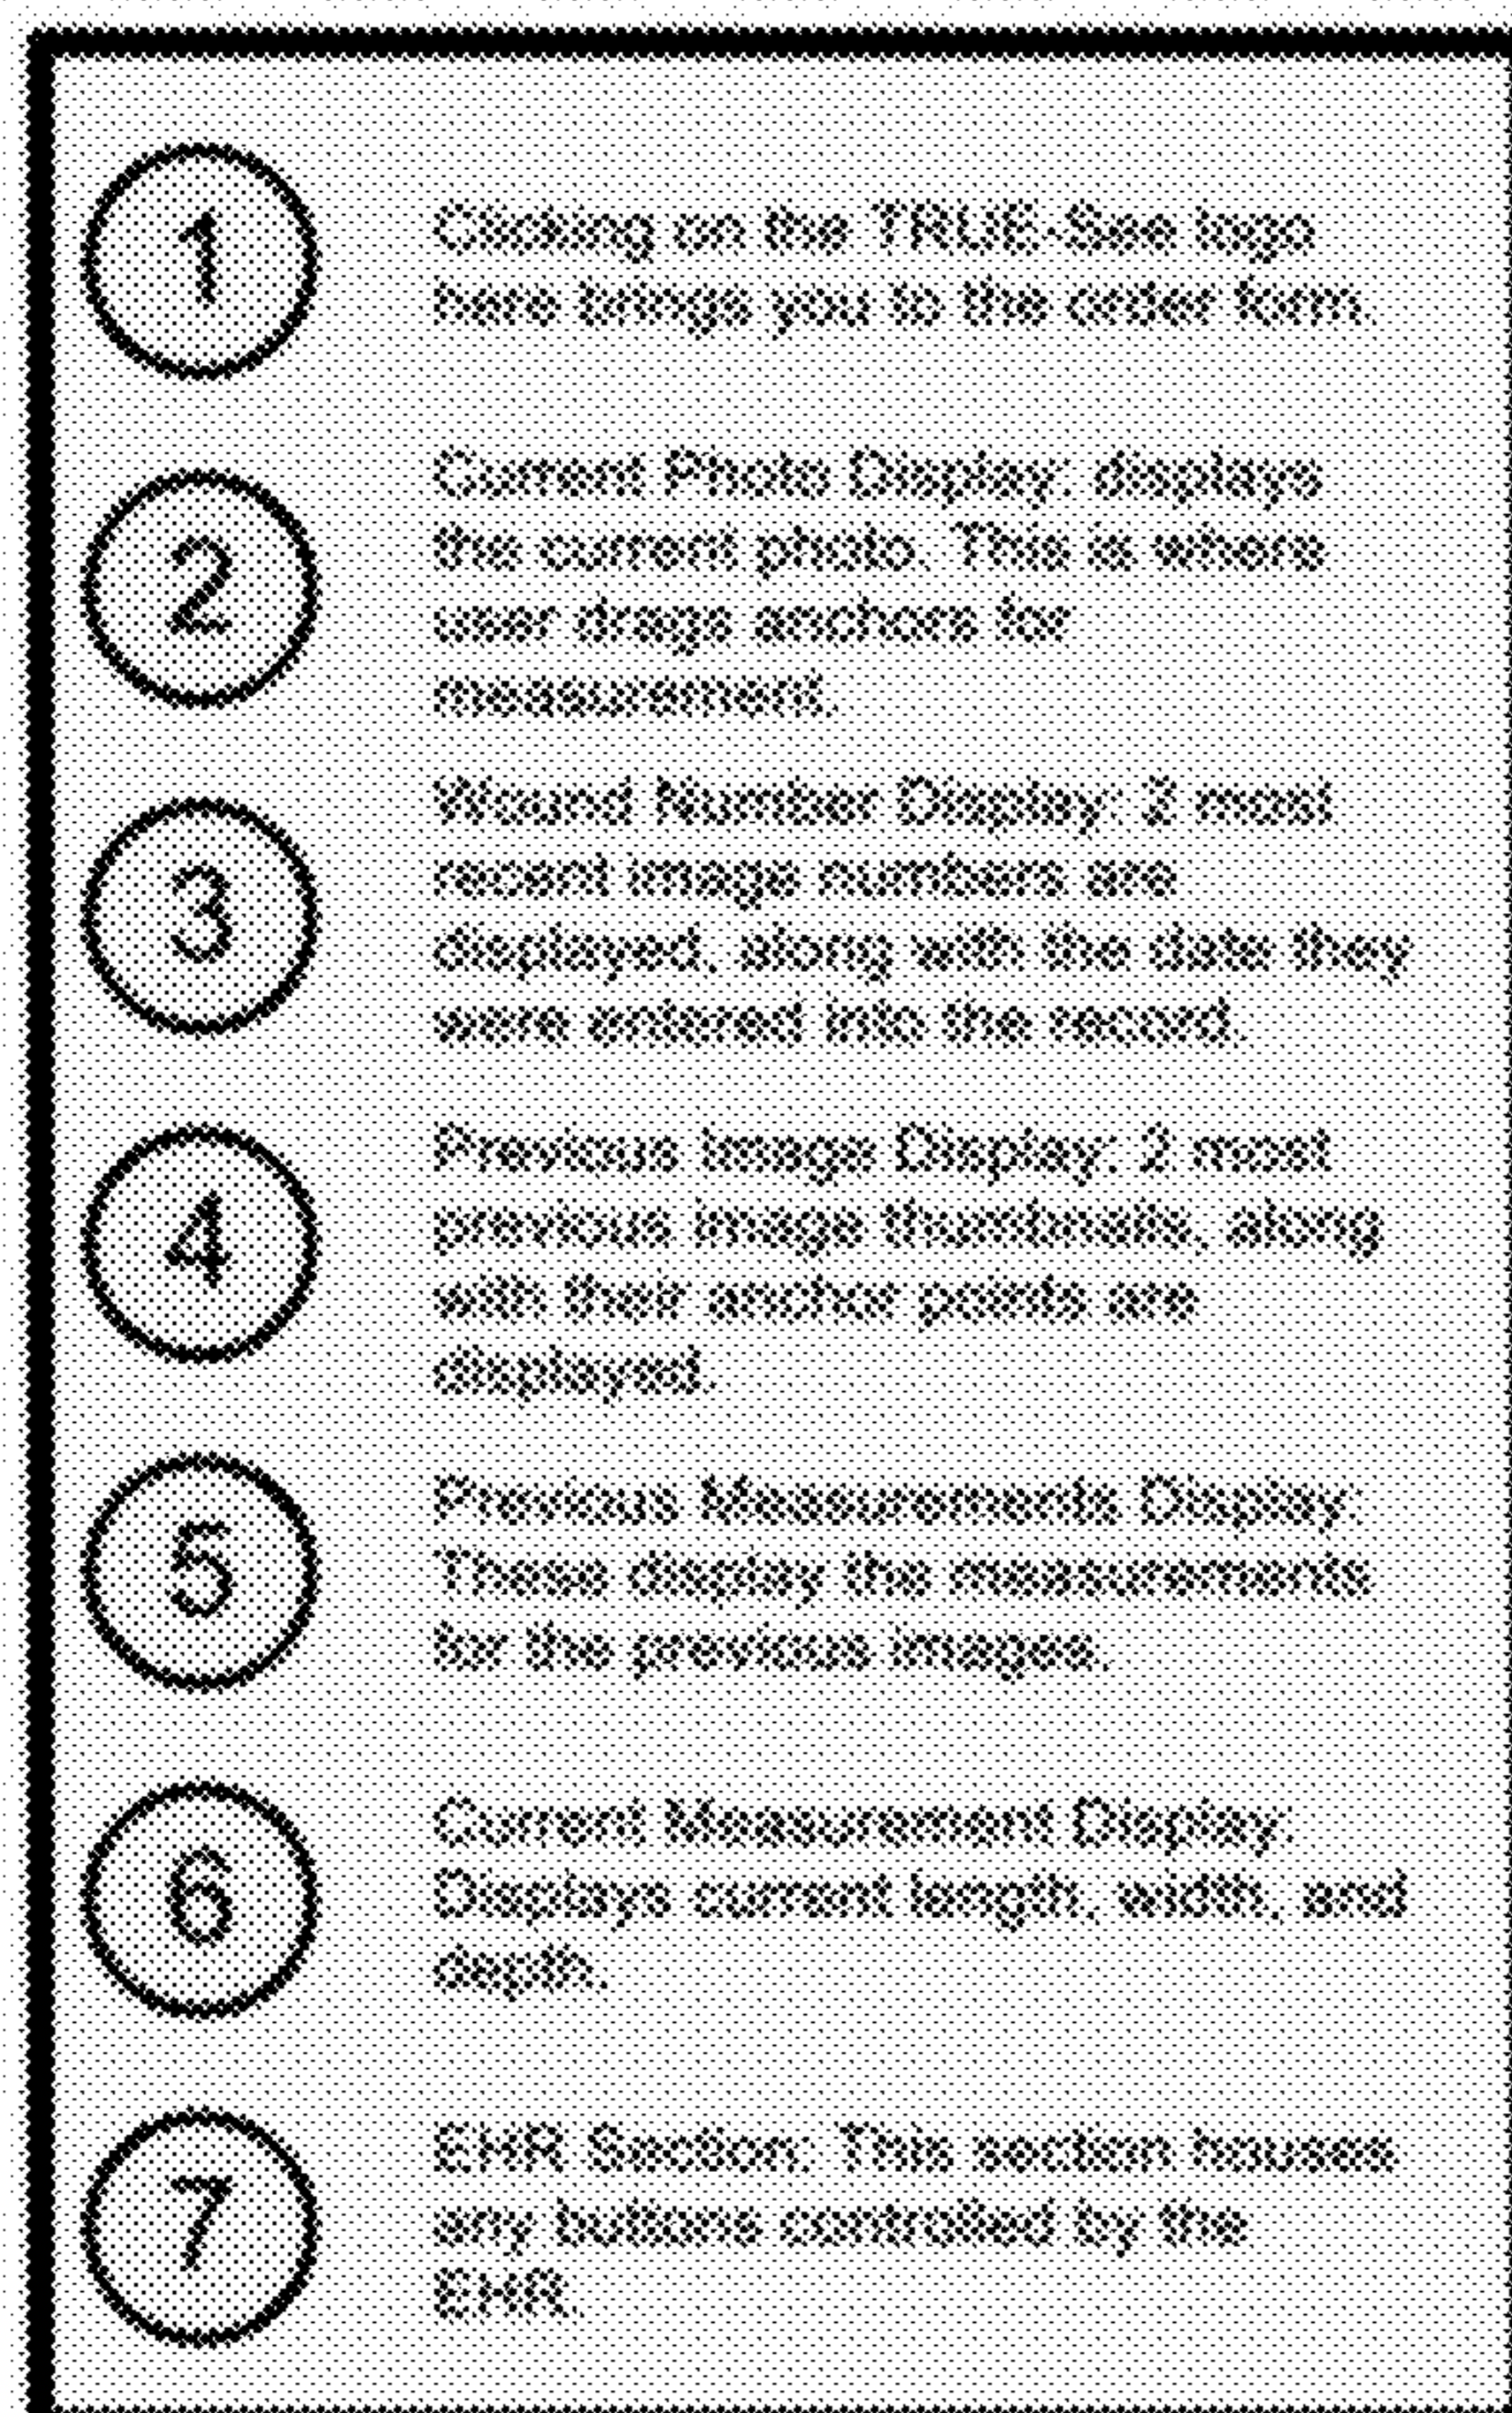 1
Clicking on the TRUE-See logo
here brings you to the order form.
2
Current Photo Display: displays
the current photo. This is where
user drags anchors for
measurement.
3
Wound Number Display: 2 most
recent image numbers are
displayed, along with the date they
were entered into the record.
4
Previous Image Display: 2 most
previous image thumbnails, along
with their anchor points are
displayed.
5
Previous Measurements Display:
These display the measurements
for the previous images.
6
Current Measurement Display:
Displays current length, width, and
depth.
7
EHR Section: This section houses
any buttons controlled by the
EHR.